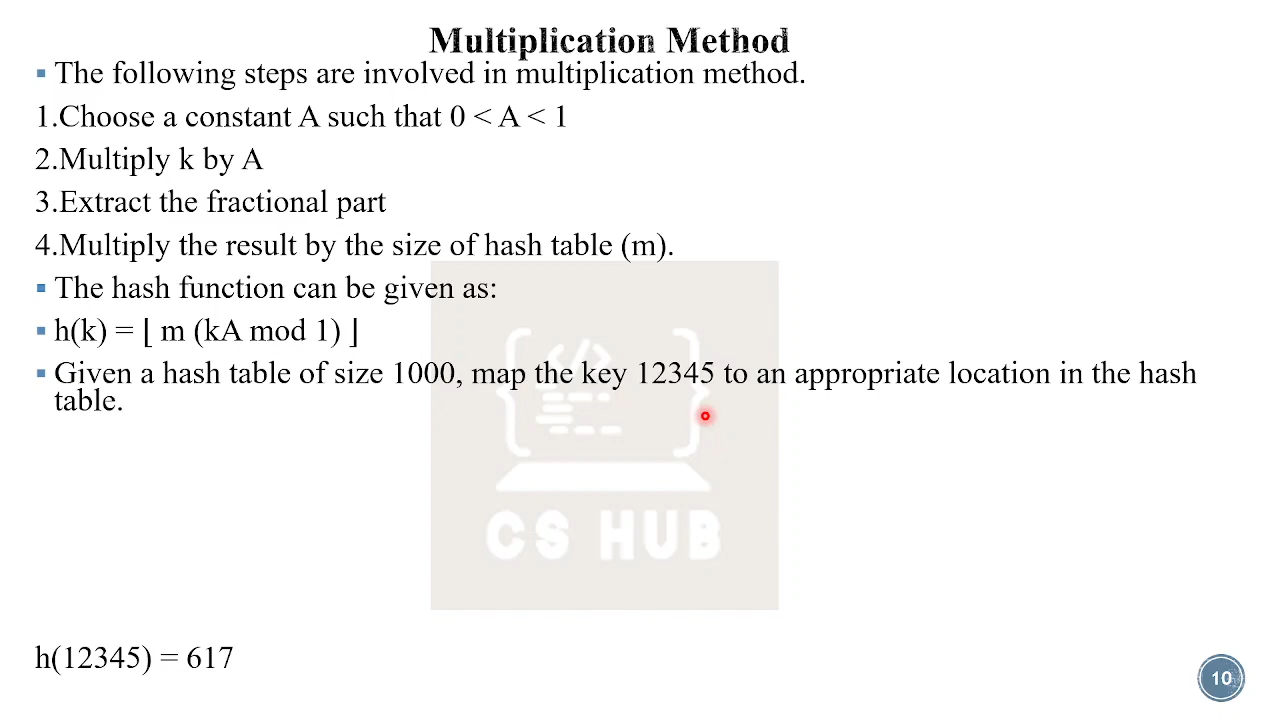 Multiplication Method
▪ The following steps are involved in multiplication method.
1.Choose a constant A such that 0 < A < 1
2.Multiply k by A
3.Extract the fractional part
4.Multiply the result by the size of hash table (m).
▪ The hash function can be given as:
▪ h(k) = ⌊ m (kA mod 1) ⌋
▪ Given a hash table of size 1000, map the key 12345 to an appropriate location in the hash
table.
CS HUB
h(12345) = 617
10